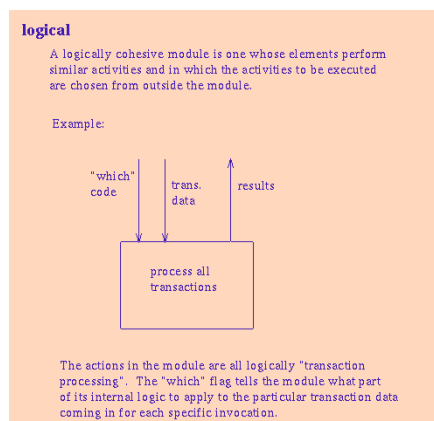 logical
A logically cohesive module is one whose elements perform
similar activities and in which the activities to be executed
are chosen from outside the module.
Example:
"which"
code
trans.
data
results
process all
transactions
The actions in the module are all logically "transaction
processing". The "which" flag tells the module what part
of its internal logic to apply to the particular transaction data
coming in for each specific invocation.